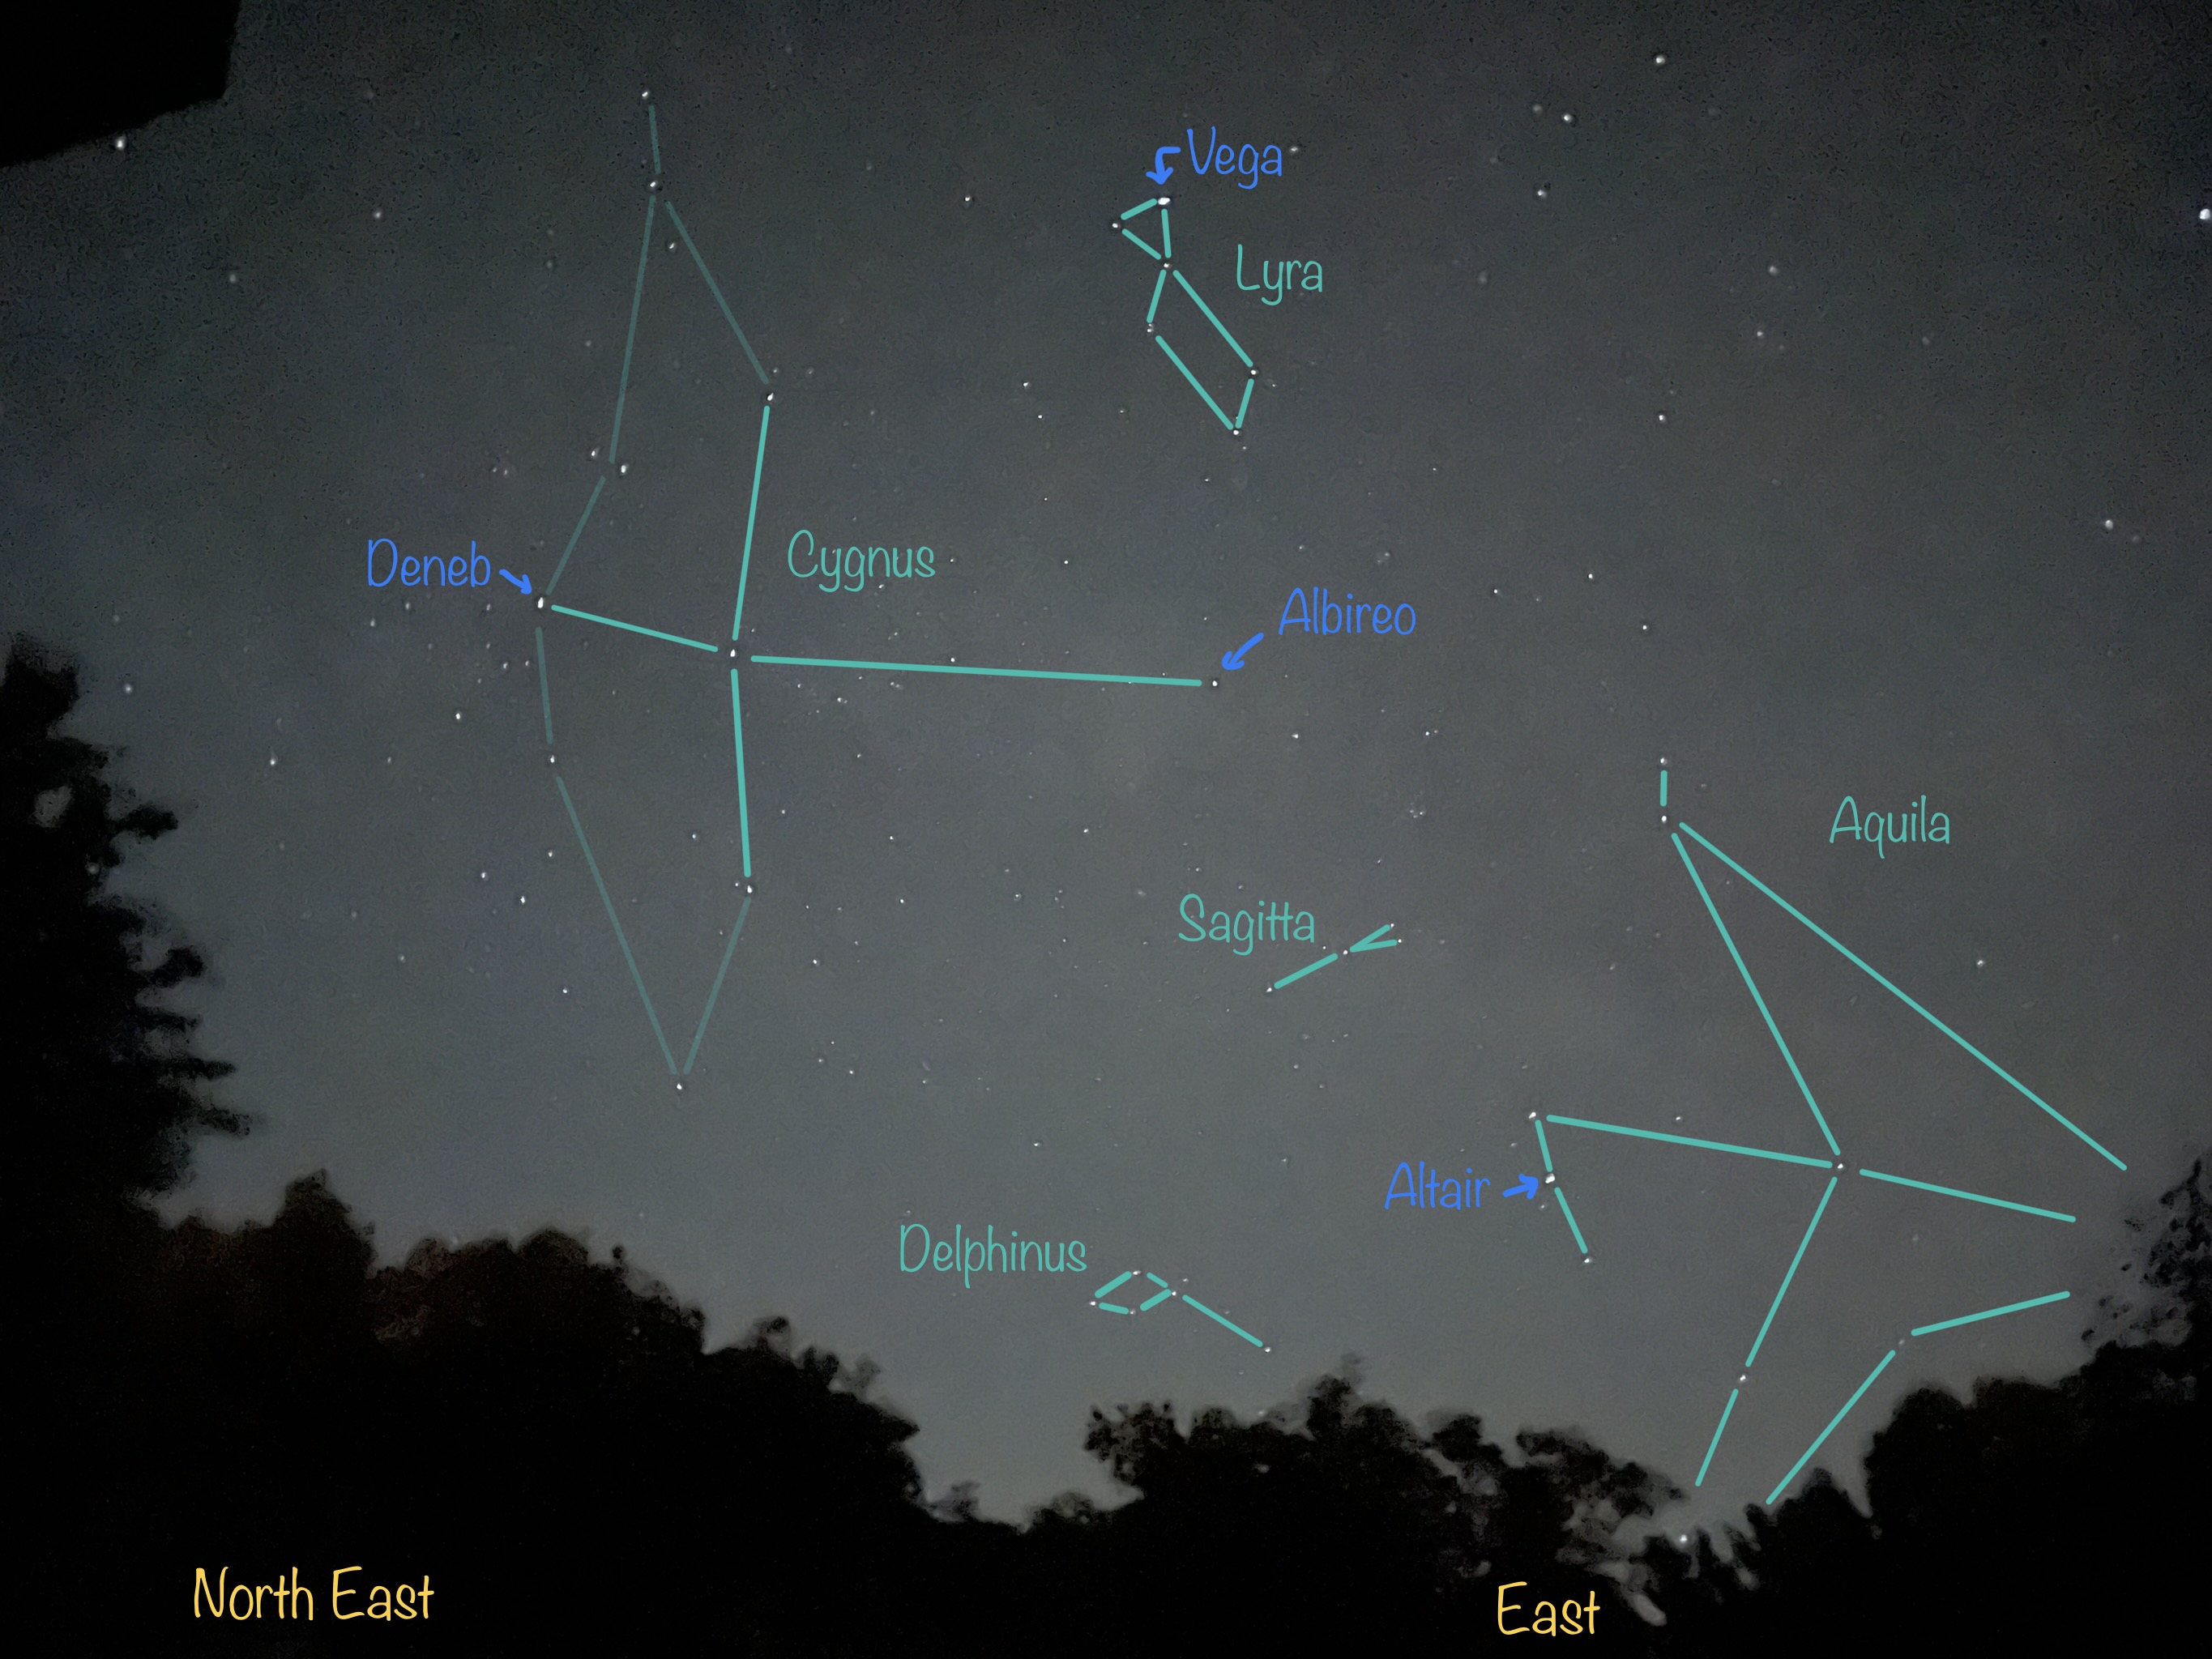 Vega
Lyra
Deneb
Cygnus
Albireo
Aquila
Sagitta
Altair
Delphinus
North East
East